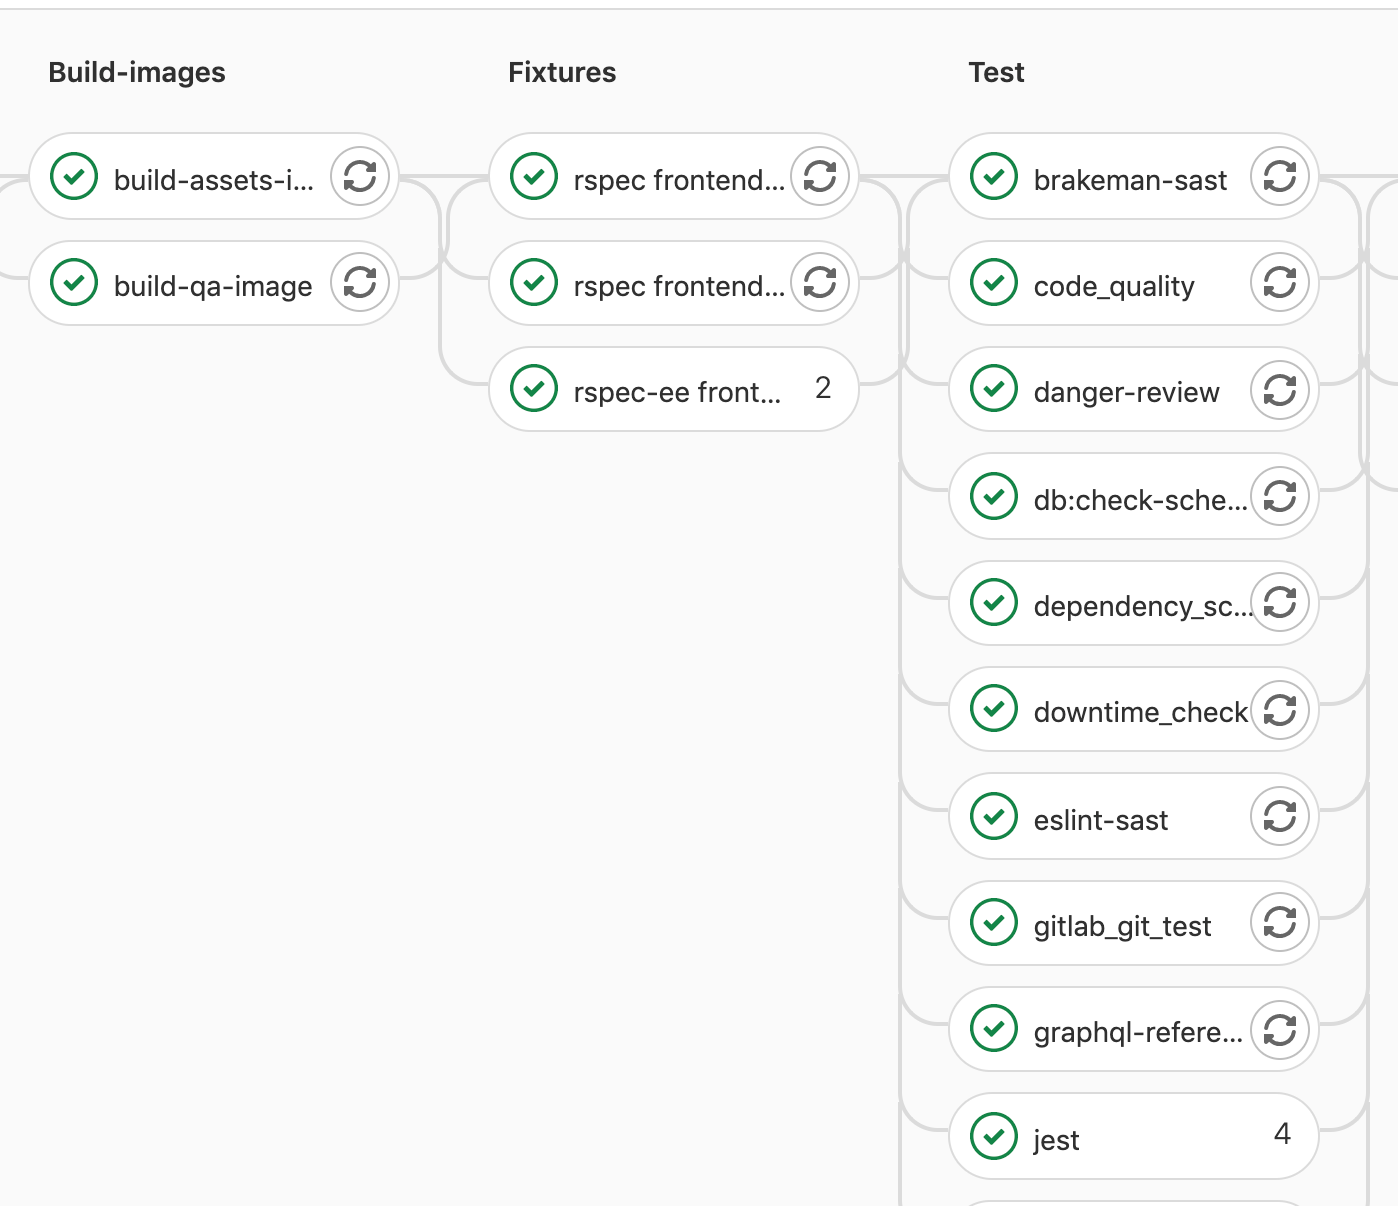 Build-images
build-assets-i...
build-qa-image
Fixtures
rspec frontend...
rspec frontend...
rspec-ee front... 2
Test
brakeman-sast
code_quality
danger-review
db:check-sche...
dependency_sc...
downtime_check
eslint-sast
gitlab_git_test
graphql-refere...
jest 4